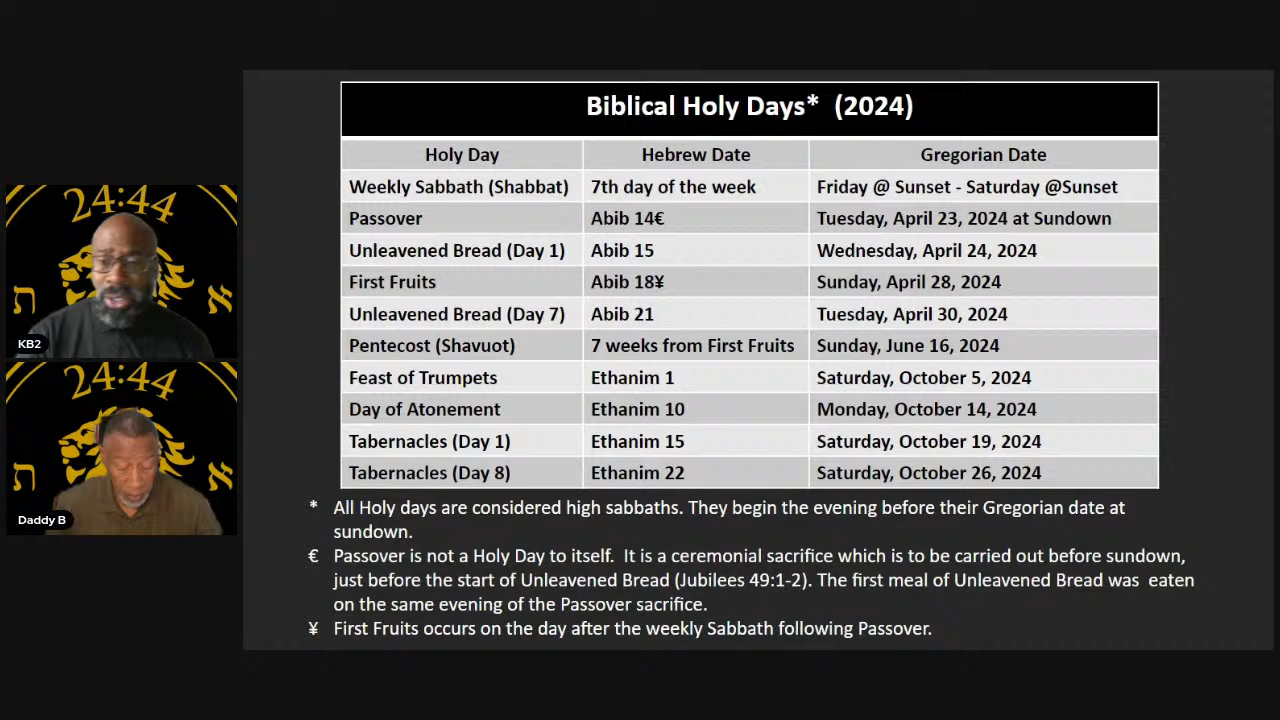 Biblical Holy Days* (2024)
Holy Day Hebrew Date Gregorian Date
Weekly Sabbath (Shabbat) 7th day of the week Friday @ Sunset - Saturday @Sunset
Passover Abib 14€ Tuesday, April 23, 2024 at Sundown
Unleavened Bread (Day 1) Abib 15 Wednesday, April 24, 2024
First Fruits Abib 18¥ Sunday, April 28, 2024
Unleavened Bread (Day 7) Abib 21 Tuesday, April 30, 2024
Pentecost (Shavuot) 7 weeks from First Fruits Sunday, June 16, 2024
Feast of Trumpets Ethanim 1 Saturday, October 5, 2024
Day of Atonement Ethanim 10 Monday, October 14, 2024
Tabernacles (Day 1) Ethanim 15 Saturday, October 19, 2024
Tabernacles (Day 8) Ethanim 22 Saturday, October 26, 2024
* All Holy days are considered high sabbaths. They begin the evening before their Gregorian date at
sundown.
€ Passover is not a Holy Day to itself. It is a ceremonial sacrifice which is to be carried out before sundown,
just before the start of Unleavened Bread (Jubilees 49:1-2). The first meal of Unleavened Bread was eaten
on the same evening of the Passover sacrifice.
¥ First Fruits occurs on the day after the weekly Sabbath following Passover.
24:44
ת א
KB2
24:44
ת א
Daddy B